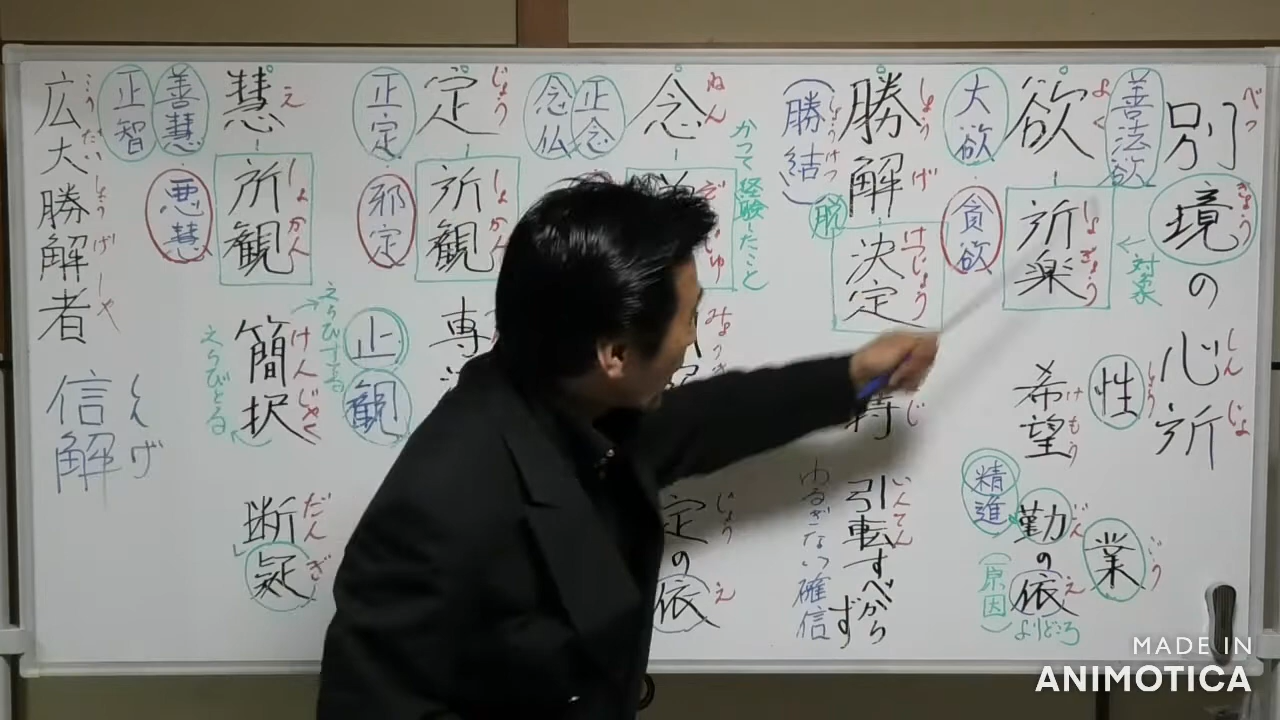 別境の心所
べっ
きょう
しん
じょ
善法欲
欲
よく
所楽
しょぎょう
←対象
希望
けもう
性
しょう
勤の依
ごん
え
よりどころ
業
ごう
精進
(原因)
大欲
貪欲
勝解
しょうげ
決定
けつじょう
持
じ
引転すべからず
いんてん
ゆるぎない確信
(勝結)
しょうけつ
脱
念
ねん
じゅ
かつて経験したこと
定の依
じょう
え
正念
念仏
定
じょう
所観
しょかん
専
正定
邪定
止
観
慧
え
所観
しょかん
簡択
けんじゃく
えらびすてる
えらびとる
断疑
だんぎ
善慧
悪慧
正智
広大勝解者
こうだいしょうげしゃ
信解
しんげ
MADE IN
ANIMOTICA